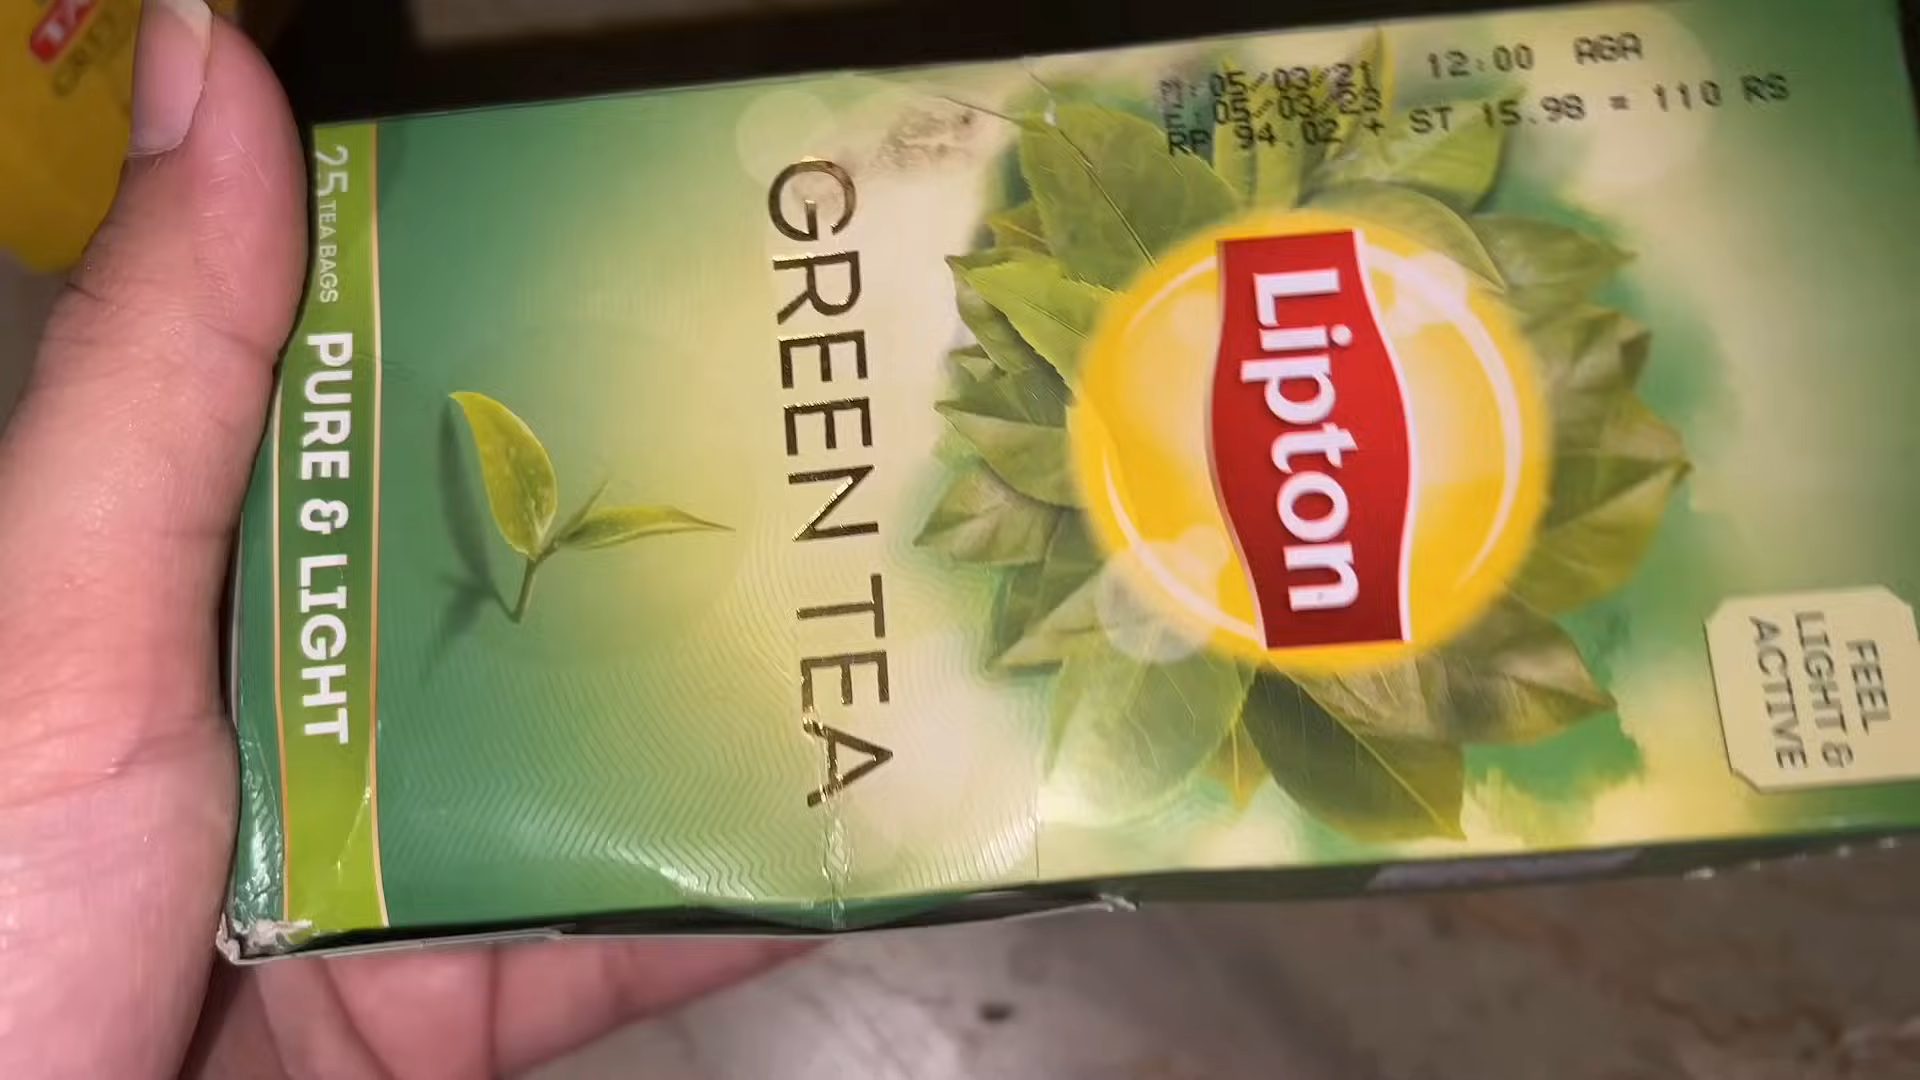 M:05/03/21 12:00 AGA
E:05/03/23
RP 94.02 + ST 15.98 = 110 RS
FEEL
LIGHT &
ACTIVE
Lipton
GREEN TEA
25 TEA BAGS PURE & LIGHT